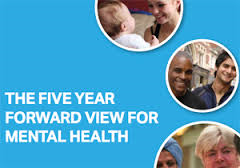 THE FIVE YEAR
FORWARD VIEW FOR
MENTAL HEALTH